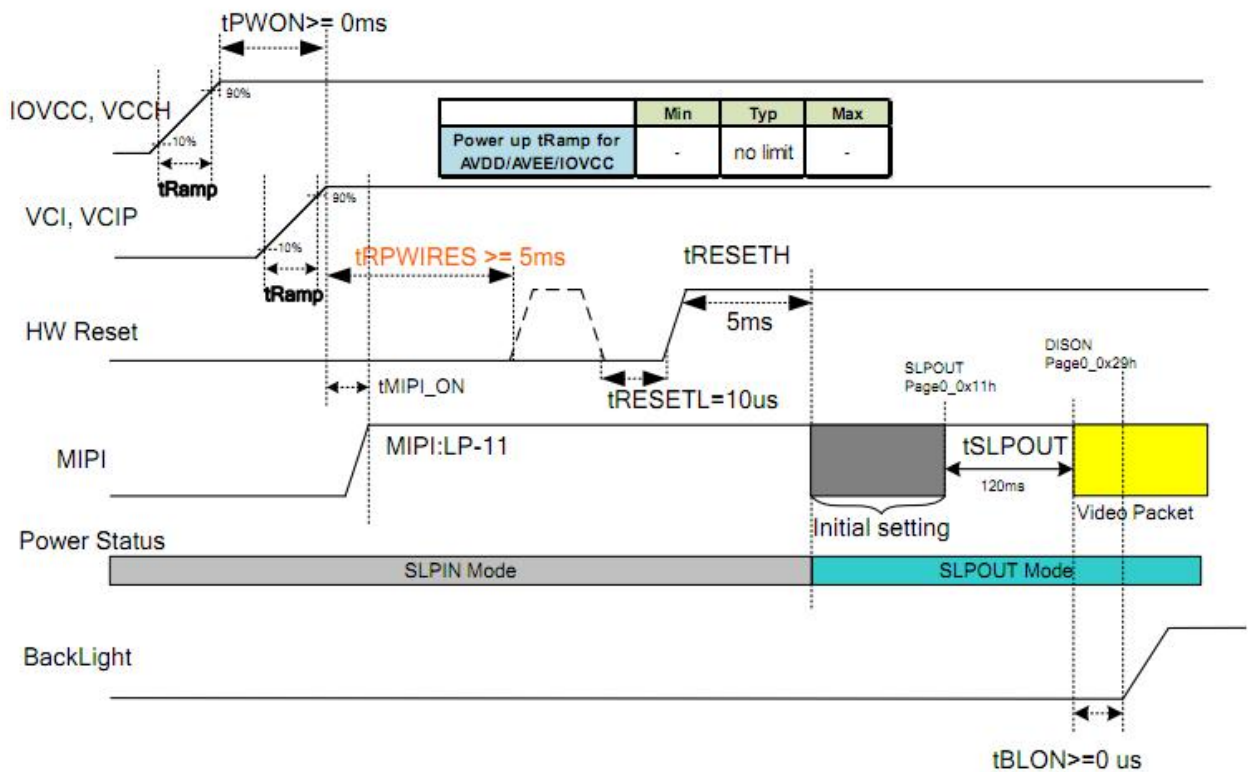 tPWON>= 0ms
90%
IOVCC, VCCH
10%
tRamp
Min Typ Max
Power up tRamp for
AVDD/AVEE/IOVCC
- no limit -
90%
VCI, VCIP
10%
tRamp
tRPWIRES >= 5ms
tRESETH
5ms
HW Reset
tMIPI_ON
tRESETL=10us
SLPOUT
Page0_0x11h
DISON
Page0_0x29h
MIPI
MIPI:LP-11
tSLPOUT
120ms
Initial setting
Video Packet
Power Status
SLPIN Mode
SLPOUT Mode
BackLight
tBLON>=0 us